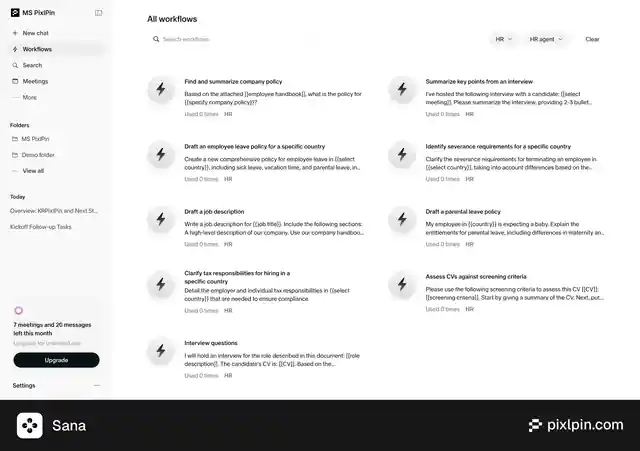 MS PixlPin
New chat
Workflows
Search
Meetings
More
Folders
MS PixlPin
Demo folder
View all
Today
Overview: KRPixlPin and Next St...
Kickoff Follow-up Tasks
7 meetings and 26 messages
left this month
Upgrade for unlimited use
Upgrade
Settings
All workflows
Search workflows
HR
HR agent
Clear
Find and summarize company policy
Based on the attached [[employee handbook]], what is the policy for
{{specify company policy}}?
Used 0 times HR
Summarize key points from an interview
I've hosted the following interview with a candidate: [[select
meeting]]. Please summarize the interview, providing 2-3 bullet...
Used 0 times HR
Draft an employee leave policy for a specific country
Create a new comprehensive policy for employee leave in {{select
country}}, including sick leave, vacation time, and parental leave, in...
Used 0 times HR
Identify severance requirements for a specific country
Clarify the severance requirements for terminating an employee in
{{select country}}, taking into account differences based on the...
Used 0 times HR
Draft a job description
Write a job description for {{job title}}. Include the following sections:
A high-level description of our company. Use our company handboo...
Used 0 times HR
Draft a parental leave policy
My employee in {{country}} is expecting a baby. Explain the
entitlements for parental leave, including differences in maternity an...
Used 0 times HR
Clarify tax responsibilities for hiring in a
specific country
Detail the employer and individual tax responsibilities in {{select
country}} that are needed to ensure compliance.
Used 0 times HR
Assess CVs against screening criteria
Please use the following screening criteria to assess this CV [[CV]]:
[[screening criteria]]. Start by giving a summary of the CV. Next, put...
Used 0 times HR
Interview questions
I will hold an interview for the role described in this document: [[role
description]]. The candidate's CV is: [[CV]]. Based on the...
Used 0 times HR
Sana
pixlpin.com